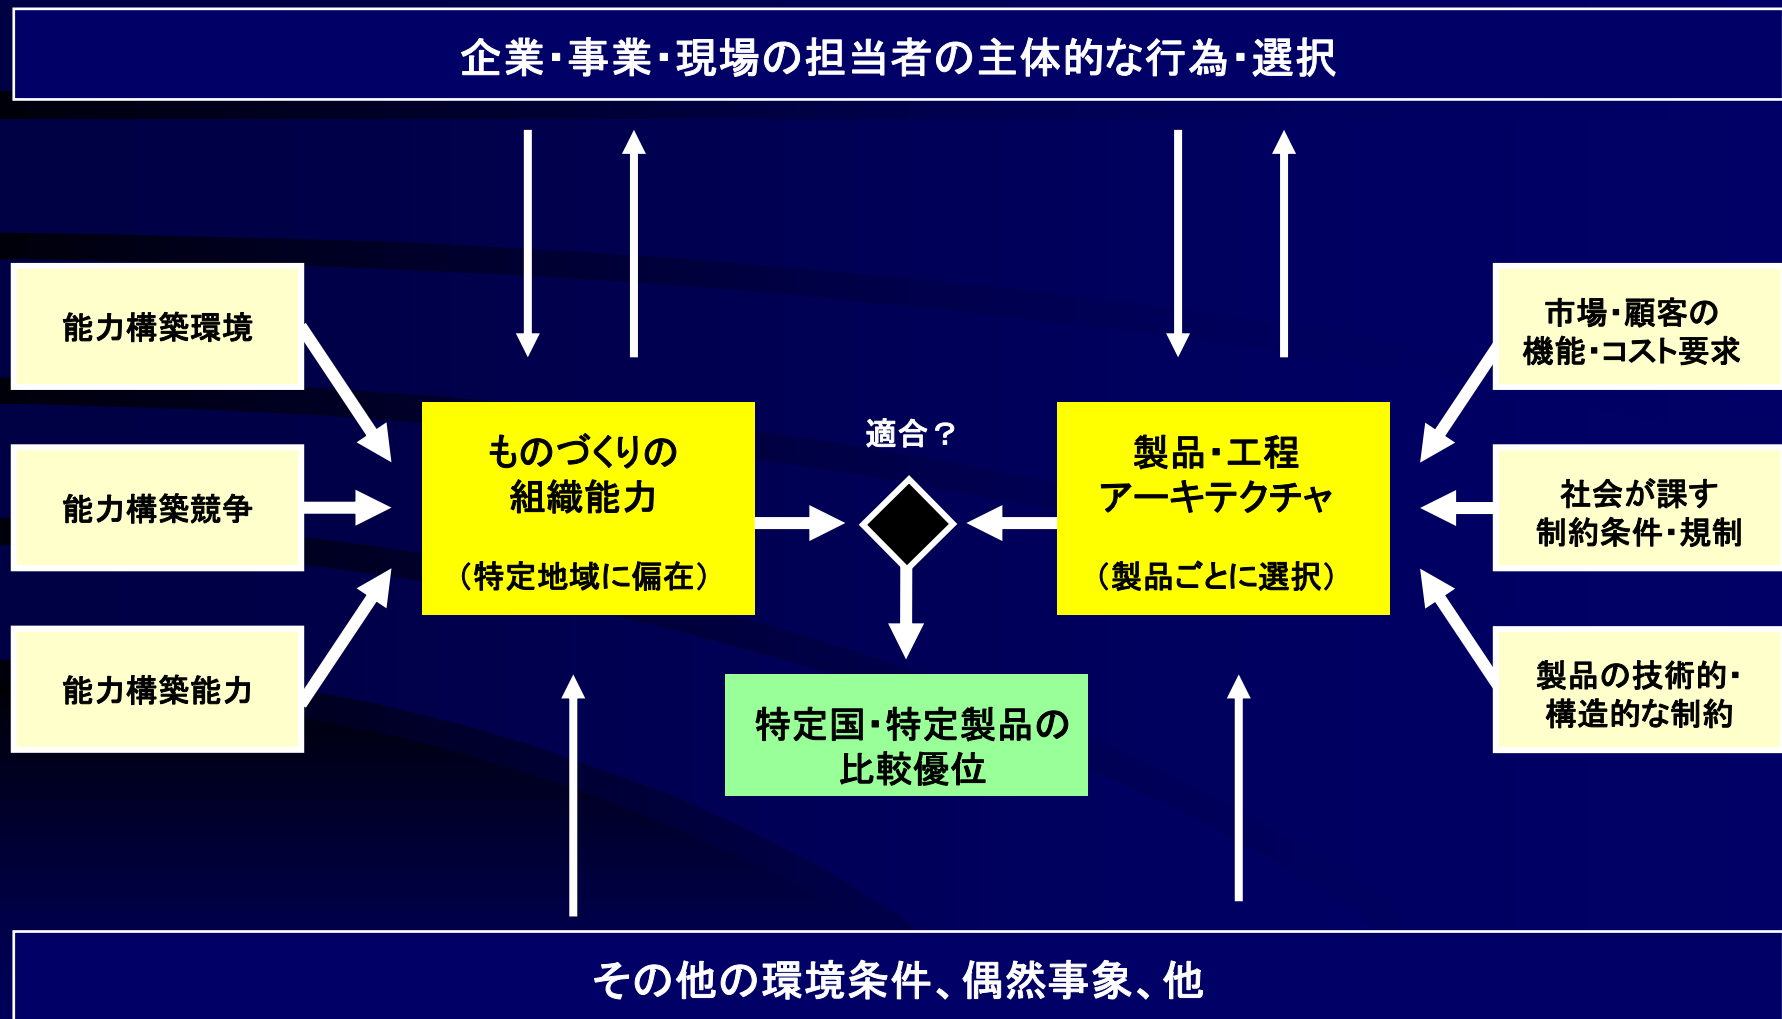 企業・事業・現場の担当者の主体的な行為・選択
能力構築環境
能力構築競争
能力構築能力
ものづくりの
組織能力
（特定地域に偏在）
適合？
製品・工程
アーキテクチャ
（製品ごとに選択）
市場・顧客の
機能・コスト要求
社会が課す
制約条件・規制
製品の技術的・
構造的な制約
特定国・特定製品の
比較優位
その他の環境条件、偶然事象、他